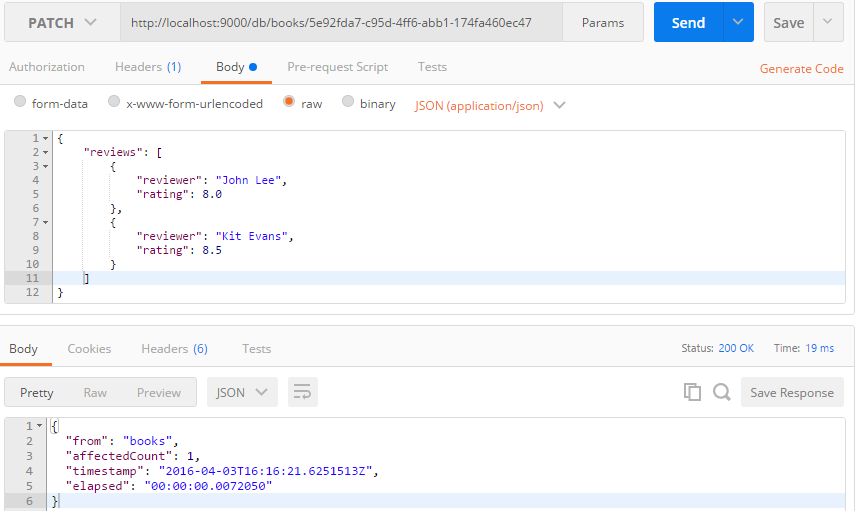 PATCH http://localhost:9000/db/books/5e92fda7-c95d-4ff6-abb1-174fa460ec47 Params Send Save
Authorization Headers (1) Body Pre-request Script Tests Generate Code
form-data x-www-form-urlencoded raw binary JSON (application/json)
1 {
2 "reviews": [
3 {
4 "reviewer": "John Lee",
5 "rating": 8.0
6 },
7 {
8 "reviewer": "Kit Evans",
9 "rating": 8.5
10 }
11 ]
12 }
Body Cookies Headers (6) Tests Status: 200 OK Time: 19 ms
Pretty Raw Preview JSON Save Response
1 {
2 "from": "books",
3 "affectedCount": 1,
4 "timestamp": "2016-04-03T16:16:21.6251513Z",
5 "elapsed": "00:00:00.0072050"
6 }